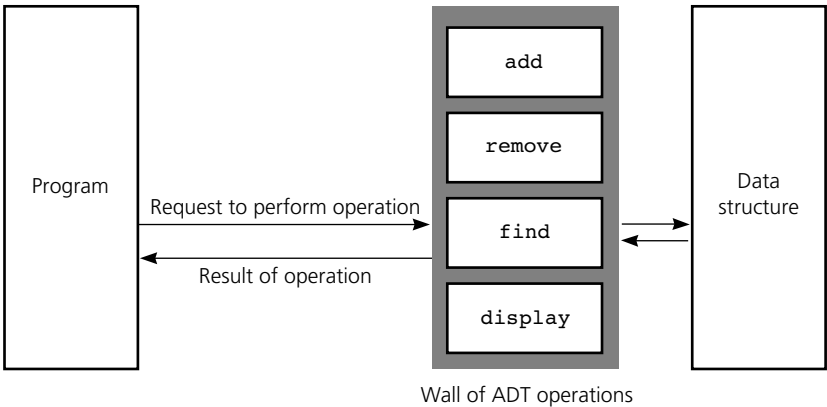 Program
Request to perform operation
Result of operation
add
remove
find
display
Wall of ADT operations
Data
structure